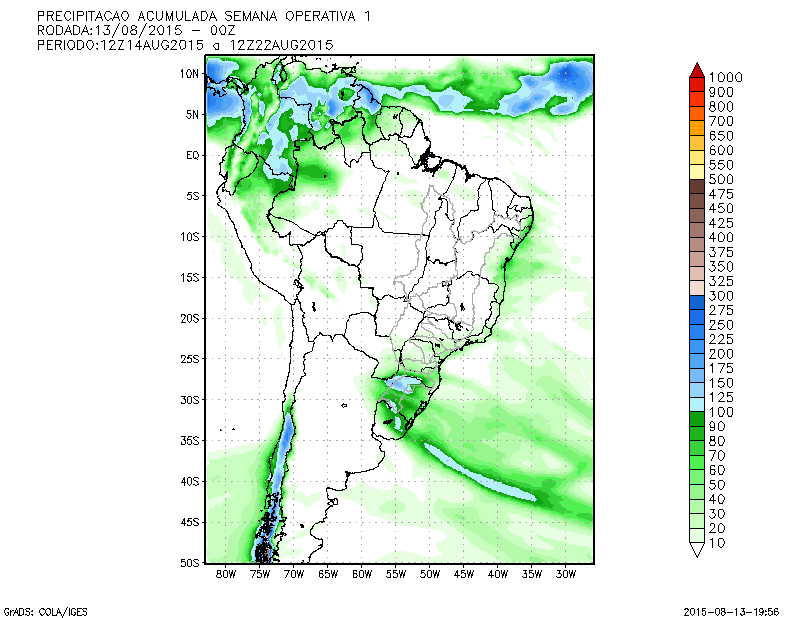 PRECIPITACAO ACUMULADA SEMANA OPERATIVA 1
RODADA:13/08/2015 - 00Z
PERIODO:12Z14AUG2015 a 12Z22AUG2015
10N
5N
EQ
5S
10S
15S
20S
25S
30S
35S
40S
45S
50S
80W 75W 70W 65W 60W 55W 50W 45W 40W 35W 30W
1000
900
800
700
650
600
550
500
475
450
425
400
375
350
325
300
275
250
225
200
175
150
125
100
90
80
70
60
50
40
30
20
10
GrADS: COLA/IGES
2015-08-13-19:56